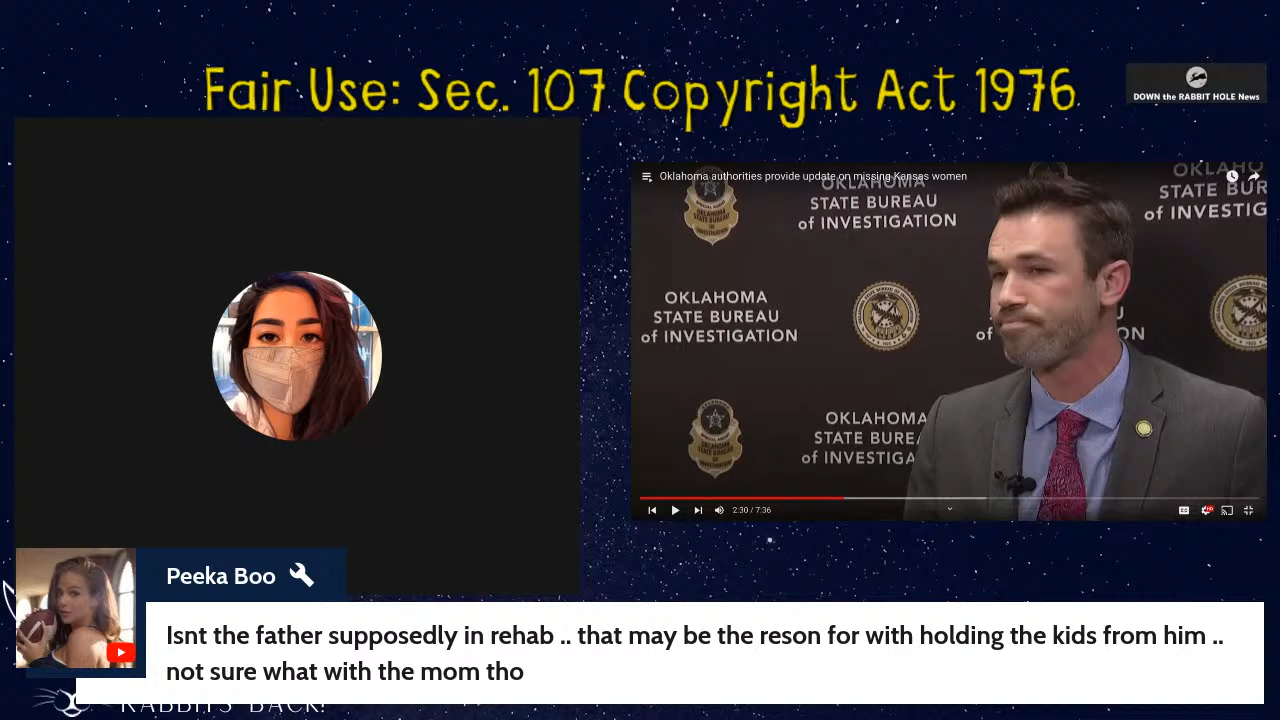 Fair Use: Sec. 107 Copyright Act 1976
DOWN the RABBIT HOLE News
Oklahoma authorities provide update on missing Kansas women
OKLAHOMA
STATE BUREAU
of INVESTIGATION
OKLAHO
STATE BUR
of INVESTIG
OKLAHOMA
STATE BUREAU
of INVESTIGATION
ON
OKLAHOMA
STATE BUREA
of INVESTIGA
2:30 / 7:36
Peeka Boo
Isnt the father supposedly in rehab .. that may be the reson for with holding the kids from him ..
not sure what with the mom tho
RABBITS BACK!